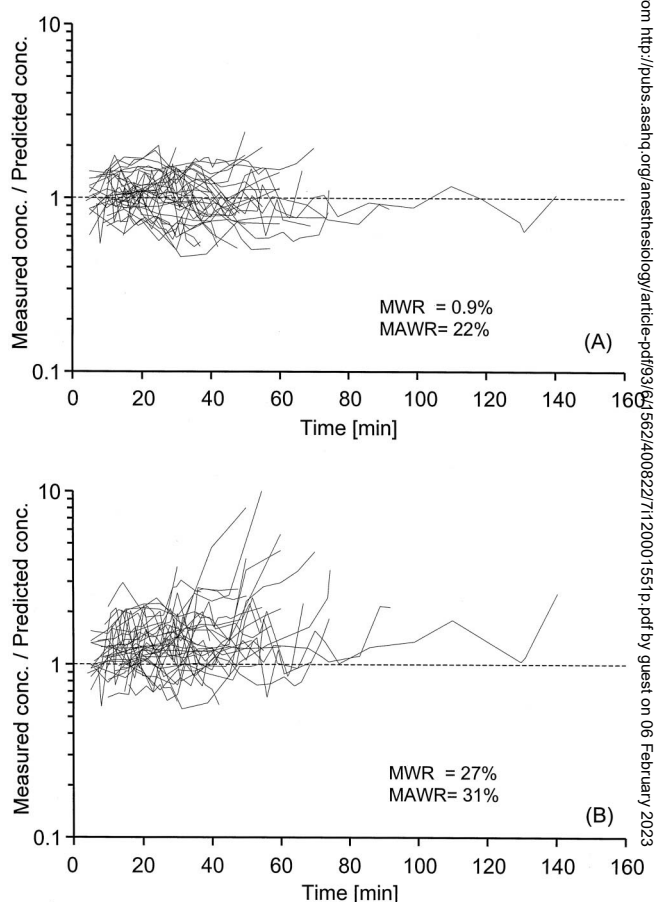 10
1
0.1
Measured conc. / Predicted conc.
MWR = 0.9%
MAWR= 22%
(A)
0 20 40 60 80 100 120 140 160
Time [min]
10
1
0.1
Measured conc. / Predicted conc.
MWR = 27%
MAWR= 31%
(B)
0 20 40 60 80 100 120 140 160
Time [min]
om http://pubs.asahq.org/anesthesiology/article-pdf/93/6/1562/400822/7i1200001551p.pdf by guest on 06 February 2023